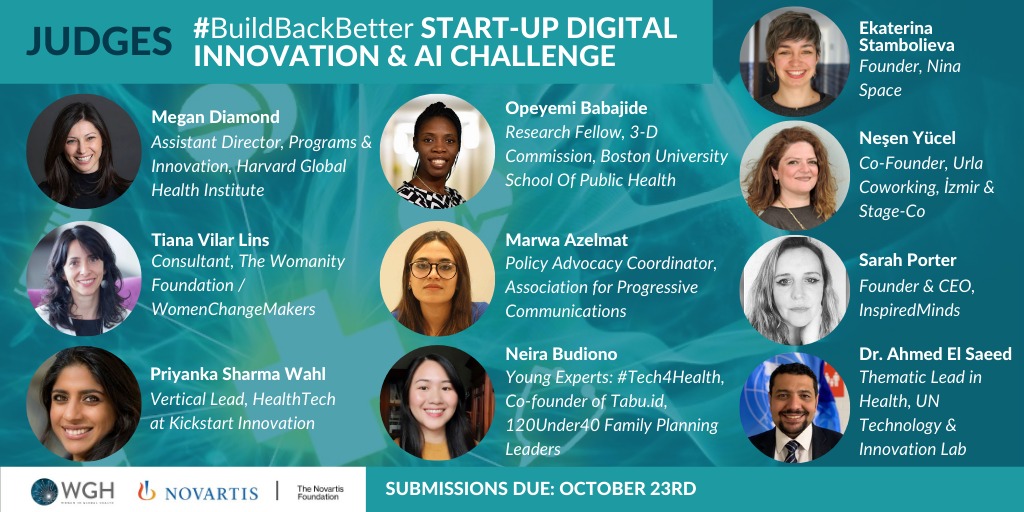 JUDGES
#BuildBackBetter START-UP DIGITAL
INNOVATION & AI CHALLENGE
Megan Diamond
Assistant Director, Programs &
Innovation, Harvard Global
Health Institute
Tiana Vilar Lins
Consultant, The Womanity
Foundation /
WomenChangeMakers
Priyanka Sharma Wahl
Vertical Lead, HealthTech
at Kickstart Innovation
Opeyemi Babajide
Research Fellow, 3-D
Commission, Boston University
School Of Public Health
Marwa Azelmat
Policy Advocacy Coordinator,
Association for Progressive
Communications
Neira Budiono
Young Experts: #Tech4Health,
Co-founder of Tabu.id,
120Under40 Family Planning
Leaders
Ekaterina
Stambolieva
Founder, Nina
Space
Neşen Yücel
Co-Founder, Urla
Coworking, İzmir &
Stage-Co
Sarah Porter
Founder & CEO,
InspiredMinds
Dr. Ahmed El Saeed
Thematic Lead in
Health, UN
Technology &
Innovation Lab
WGH
WOMEN IN GLOBAL HEALTH
NOVARTIS
The Novartis
Foundation
SUBMISSIONS DUE: OCTOBER 23RD